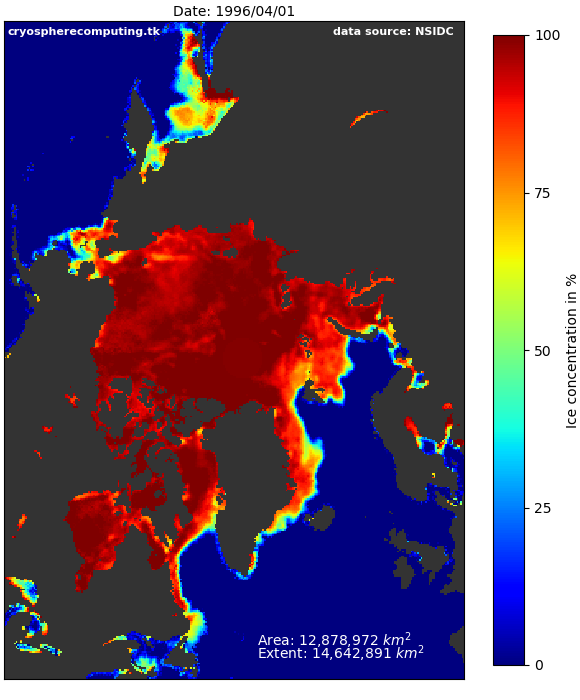 Date: 1996/04/01
cryospherecomputing.tk
data source: NSIDC
100
75
50
25
0
Ice concentration in %
Area: 12,878,972 km²
Extent: 14,642,891 km²